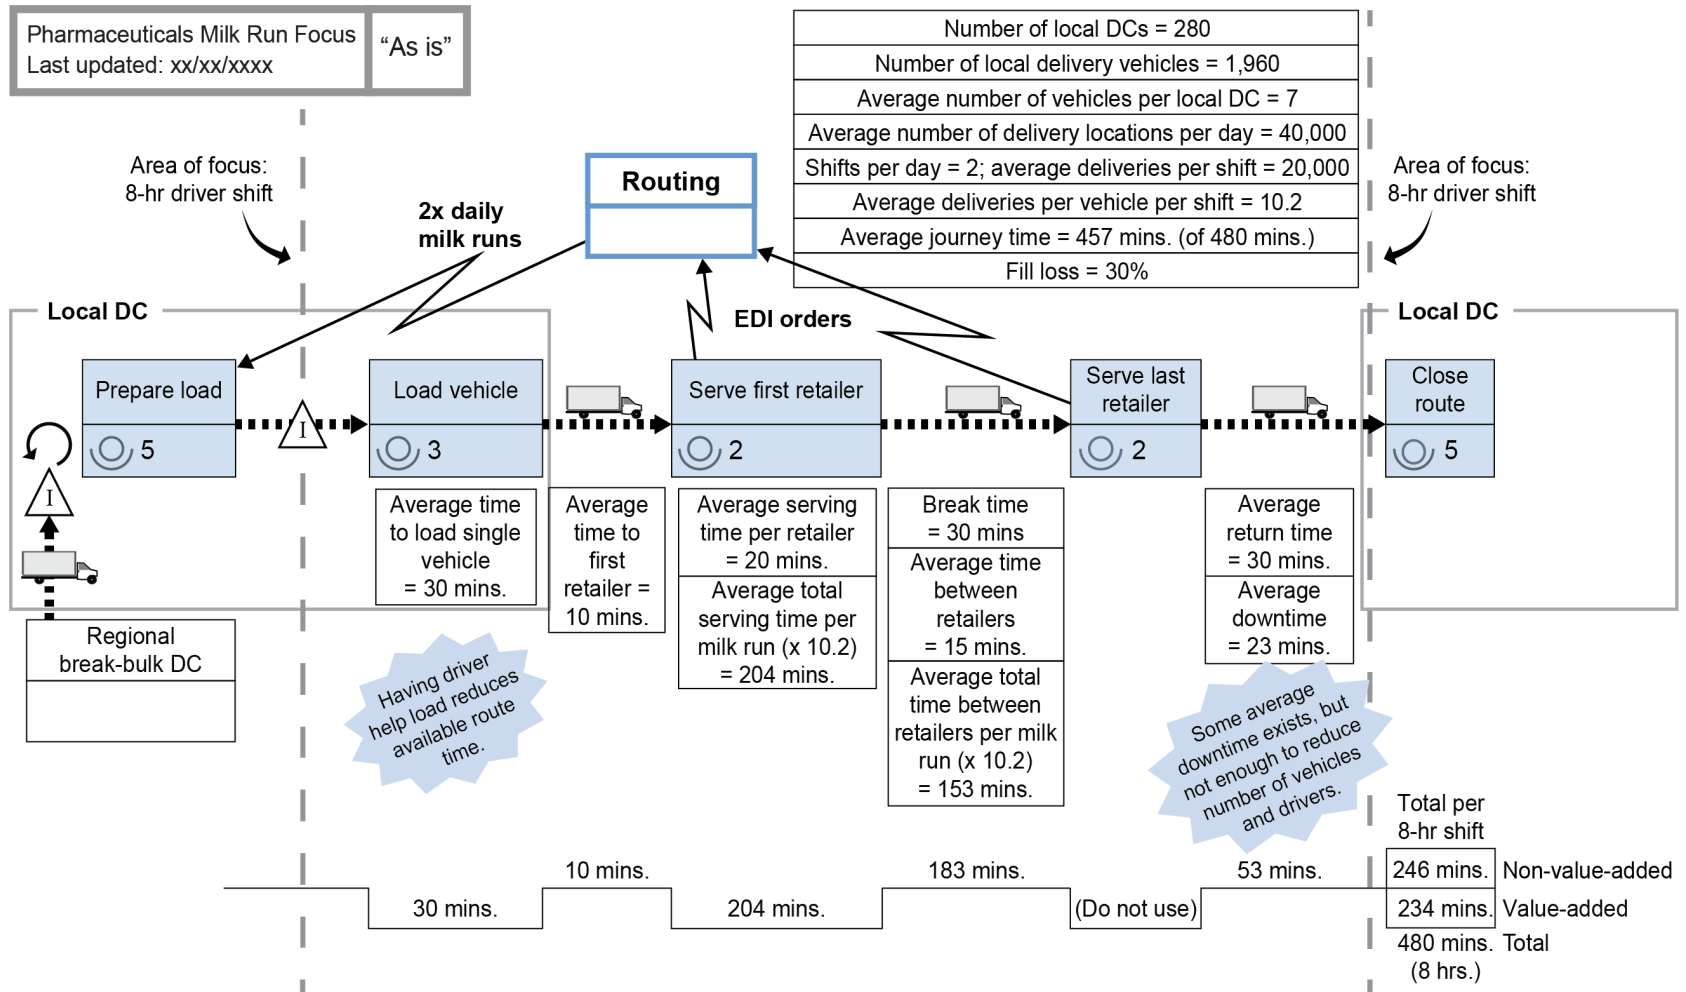 Pharmaceuticals Milk Run Focus
Last updated: xx/xx/xxxx
“As is”
Number of local DCs = 280
Number of local delivery vehicles = 1,960
Average number of vehicles per local DC = 7
Average number of delivery locations per day = 40,000
Shifts per day = 2; average deliveries per shift = 20,000
Average deliveries per vehicle per shift = 10.2
Average journey time = 457 mins. (of 480 mins.)
Fill loss = 30%
Area of focus:
8-hr driver shift
2x daily
milk runs
Routing
Area of focus:
8-hr driver shift
Local DC
EDI orders
Local DC
Prepare load
5
I
Load vehicle
3
Serve first retailer
2
Serve last
retailer
2
Close
route
5
I
Regional
break-bulk DC
Average time
to load single
vehicle
= 30 mins.
Average
time to
first
retailer =
10 mins.
Average serving
time per retailer
= 20 mins.
Average total
serving time per
milk run (x 10.2)
= 204 mins.
Break time
= 30 mins
Average time
between
retailers
= 15 mins.
Average total
time between
retailers per milk
run (x 10.2)
= 153 mins.
Average
return time
= 30 mins.
Average
downtime
= 23 mins.
Having driver
help load reduces
available route
time.
Some average
downtime exists, but
not enough to reduce
number of vehicles
and drivers.
Total per
8-hr shift
10 mins.
183 mins.
53 mins.
246 mins.
Non-value-added
30 mins.
204 mins.
(Do not use)
234 mins.
Value-added
480 mins.
Total
(8 hrs.)